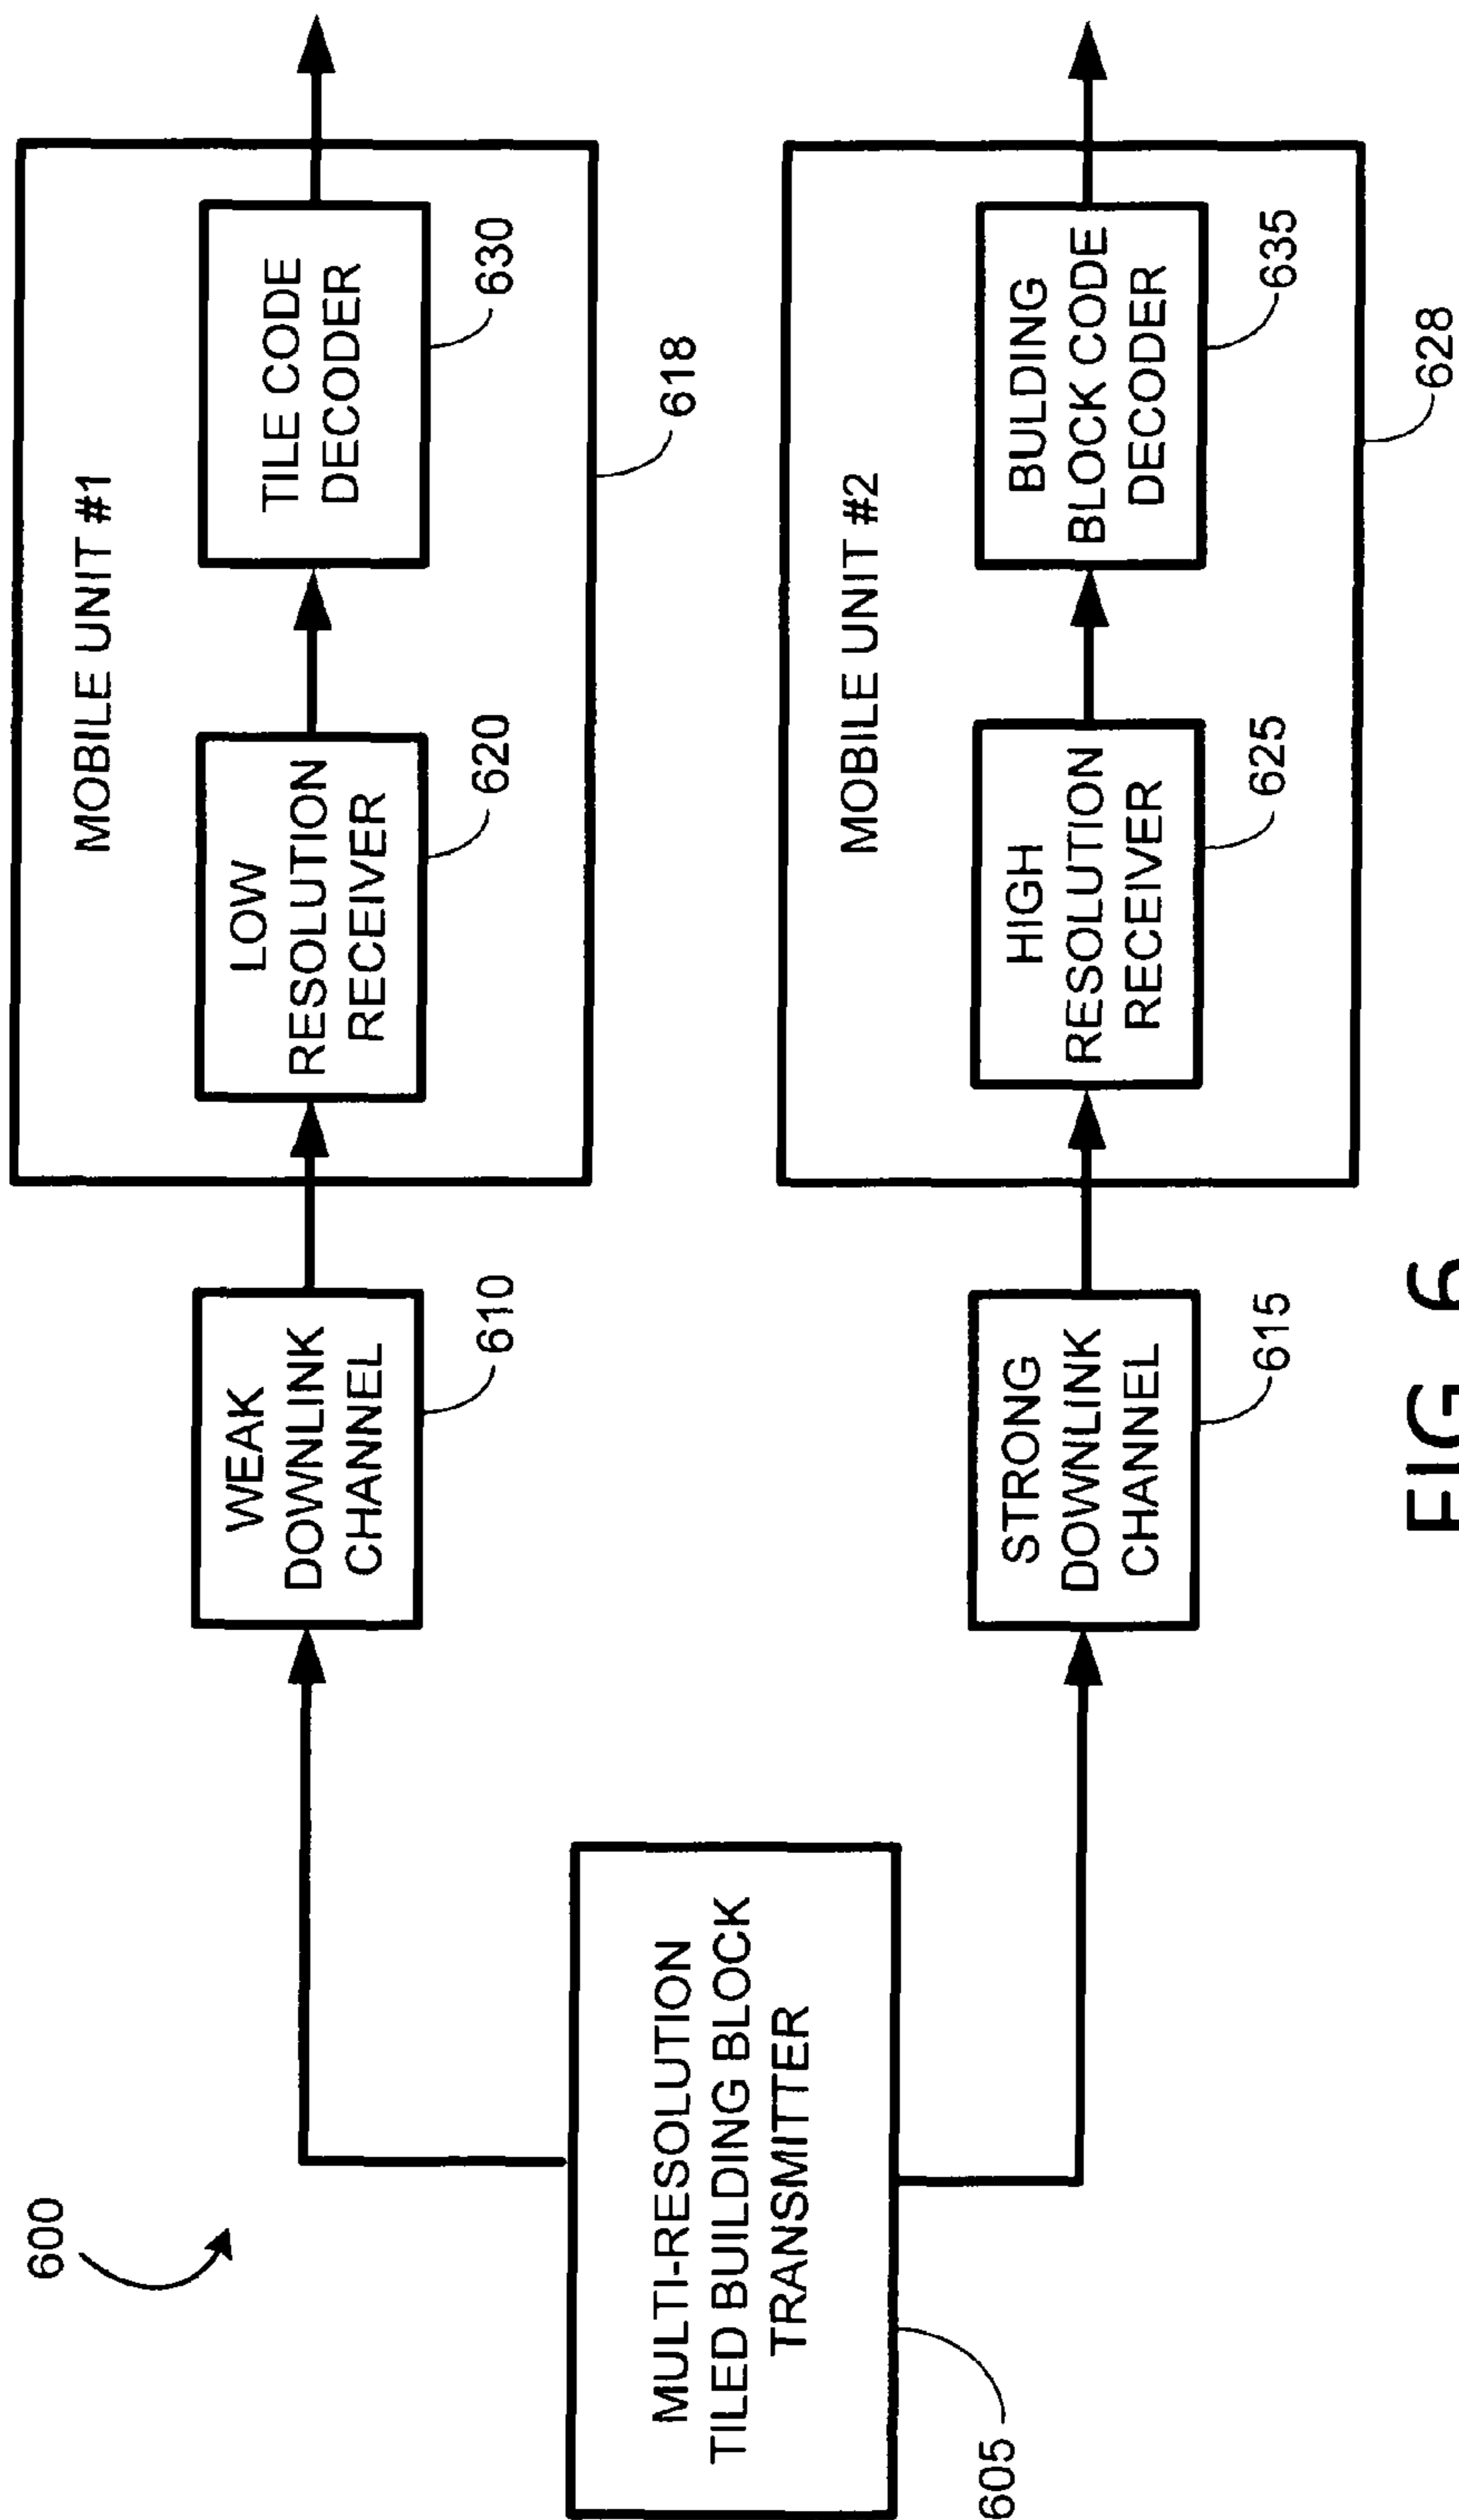 600
MULTI-RESOLUTION
TILED BUILDING BLOCK
TRANSMITTER
605
WEAK
DOWNLINK
CHANNEL
610
MOBILE UNIT #1
LOW
RESOLUTION
RECEIVER
620
TILE CODE
DECODER
630
618
STRONG
DOWNLINK
CHANNEL
615
MOBILE UNIT #2
HIGH
RESOLUTION
RECEIVER
625
BUILDING
BLOCK CODE
DECODER
635
628
FIG. 6